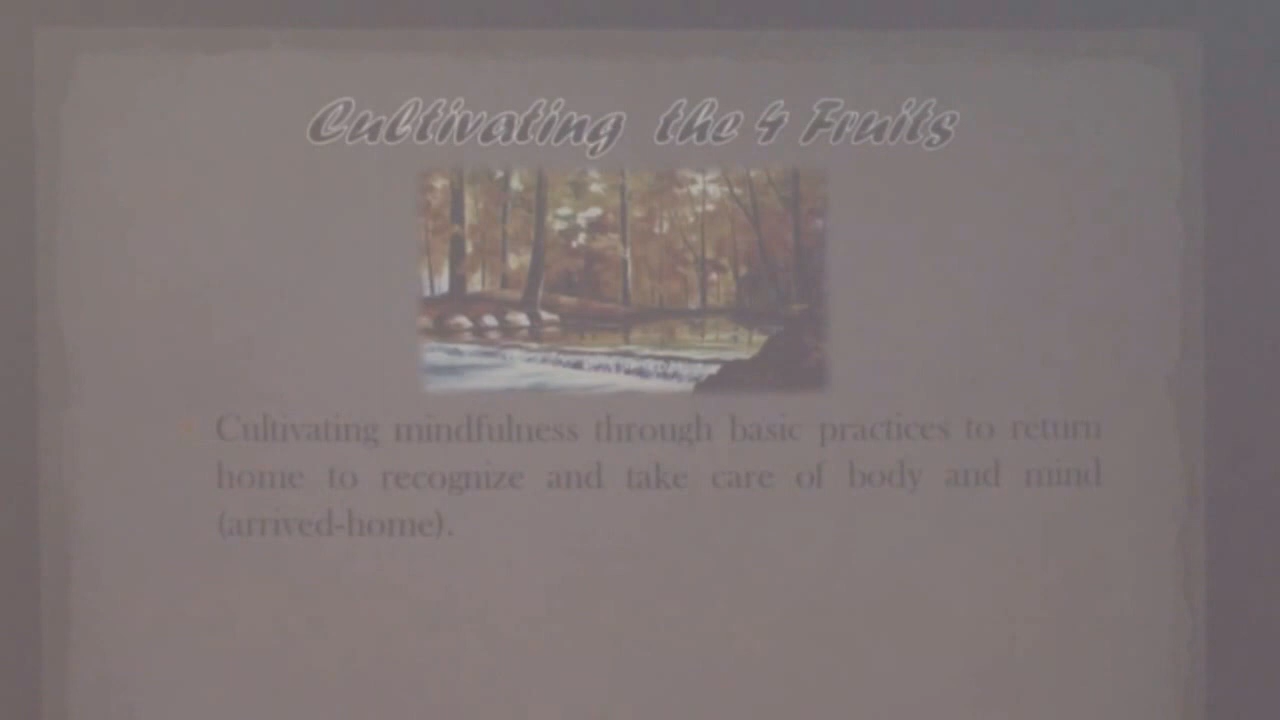 Cultivating the 4 Fruits
Cultivating mindfulness through basic practices to return
home to recognize and take care of body and mind
(arrived-home).